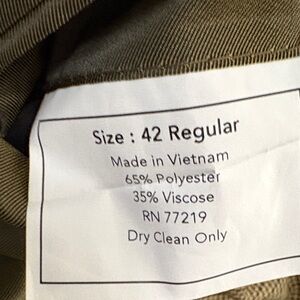 Size : 42 Regular
Made in Vietnam
65% Polyester
35% Viscose
RN 77219
Dry Clean Only